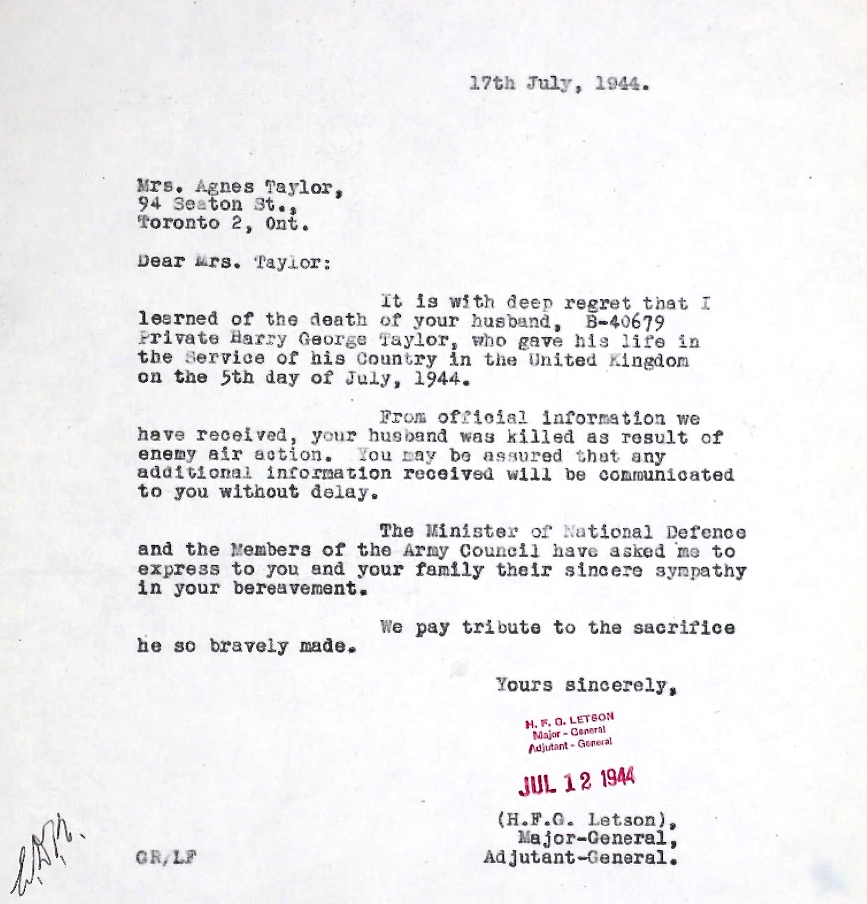 17th July, 1944.
Mrs. Agnes Taylor,
94 Seaton St.,
Toronto 2, Ont.
Dear Mrs. Taylor:
It is with deep regret that I
learned of the death of your husband, B-40679
Private Harry George Taylor, who gave his life in
the Service of his Country in the United Kingdom
on the 5th day of July, 1944.
From official information we
have received, your husband was killed as result of
enemy air action. You may be assured that any
additional information received will be communicated
to you without delay.
The Minister of National Defence
and the Members of the Army Council have asked me to
express to you and your family their sincere sympathy
in your bereavement.
We pay tribute to the sacrifice
he so bravely made.
Yours sincerely,
H. F. G. LETSON
Major - General
Adjutant - General
JUL 12 1944
(H.F.G. Letson),
Major-General,
Adjutant-General.
GR/LF